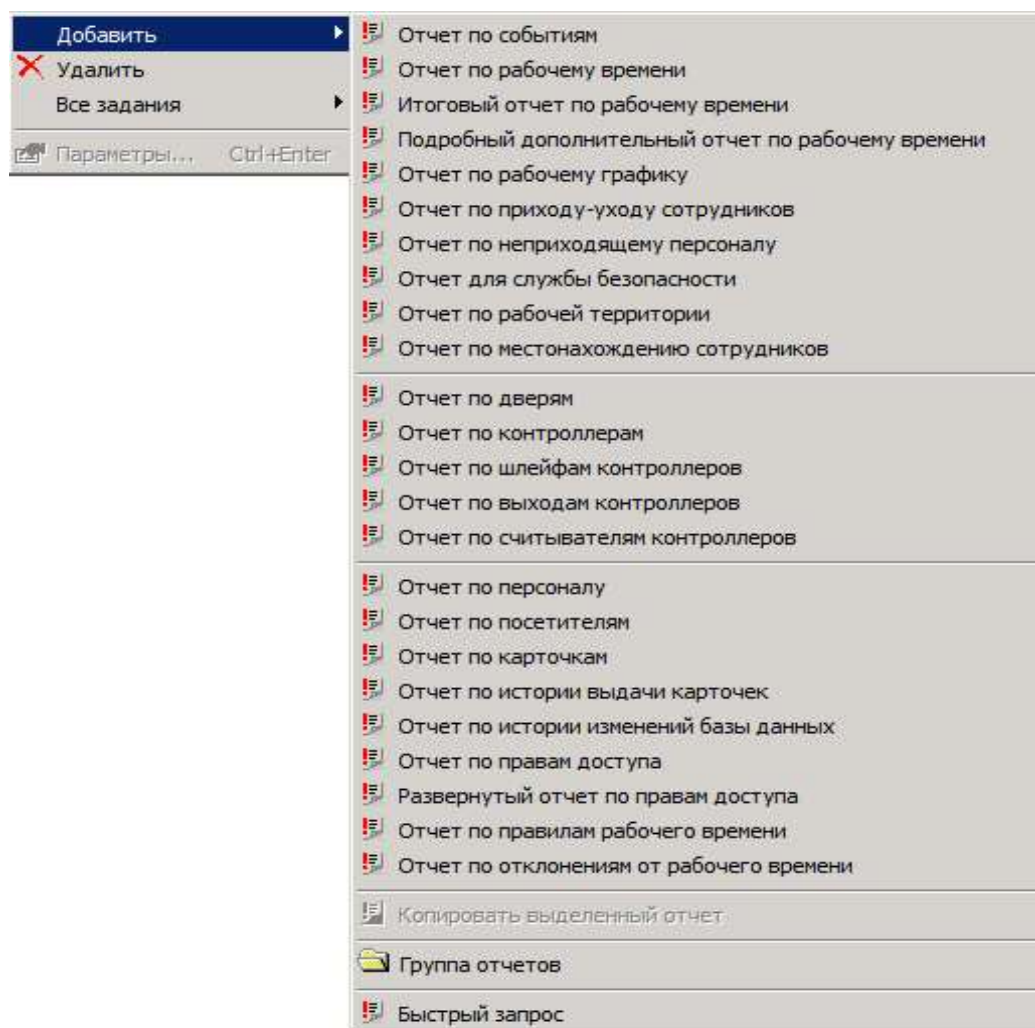 Добавить
Удалить
Все задания
Параметры... Ctrl+Enter
Отчет по событиям
Отчет по рабочему времени
Итоговый отчет по рабочему времени
Подробный дополнительный отчет по рабочему времени
Отчет по рабочему графику
Отчет по приходу-уходу сотрудников
Отчет по неприходящему персоналу
Отчет для службы безопасности
Отчет по рабочей территории
Отчет по местонахождению сотрудников
Отчет по дверям
Отчет по контроллерам
Отчет по шлейфам контроллеров
Отчет по выходам контроллеров
Отчет по считывателям контроллеров
Отчет по персоналу
Отчет по посетителям
Отчет по карточкам
Отчет по истории выдачи карточек
Отчет по истории изменений базы данных
Отчет по правам доступа
Развернутый отчет по правам доступа
Отчет по правилам рабочего времени
Отчет по отклонениям от рабочего времени
Копировать выделенный отчет
Группа отчетов
Быстрый запрос